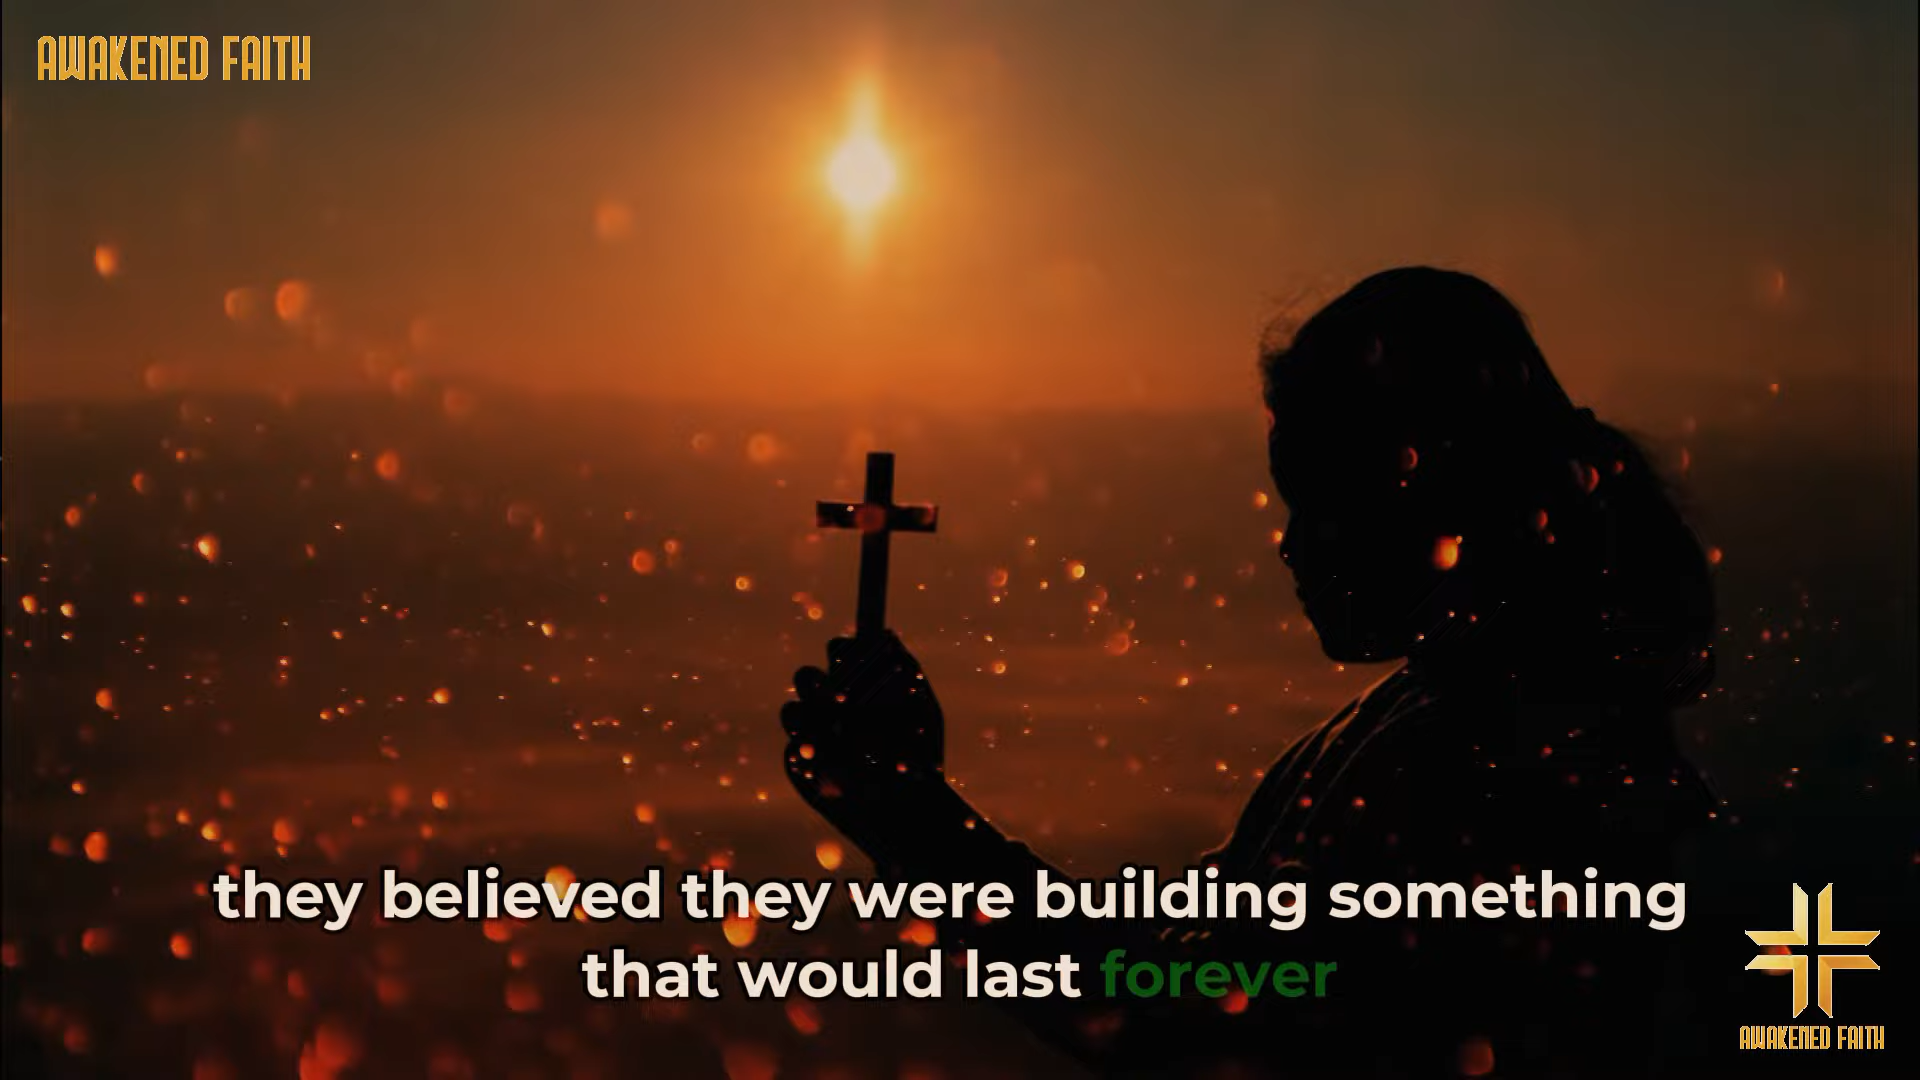 AWAKENED FAITH
they believed they were building something
that would last forever
AWAKENED FAITH